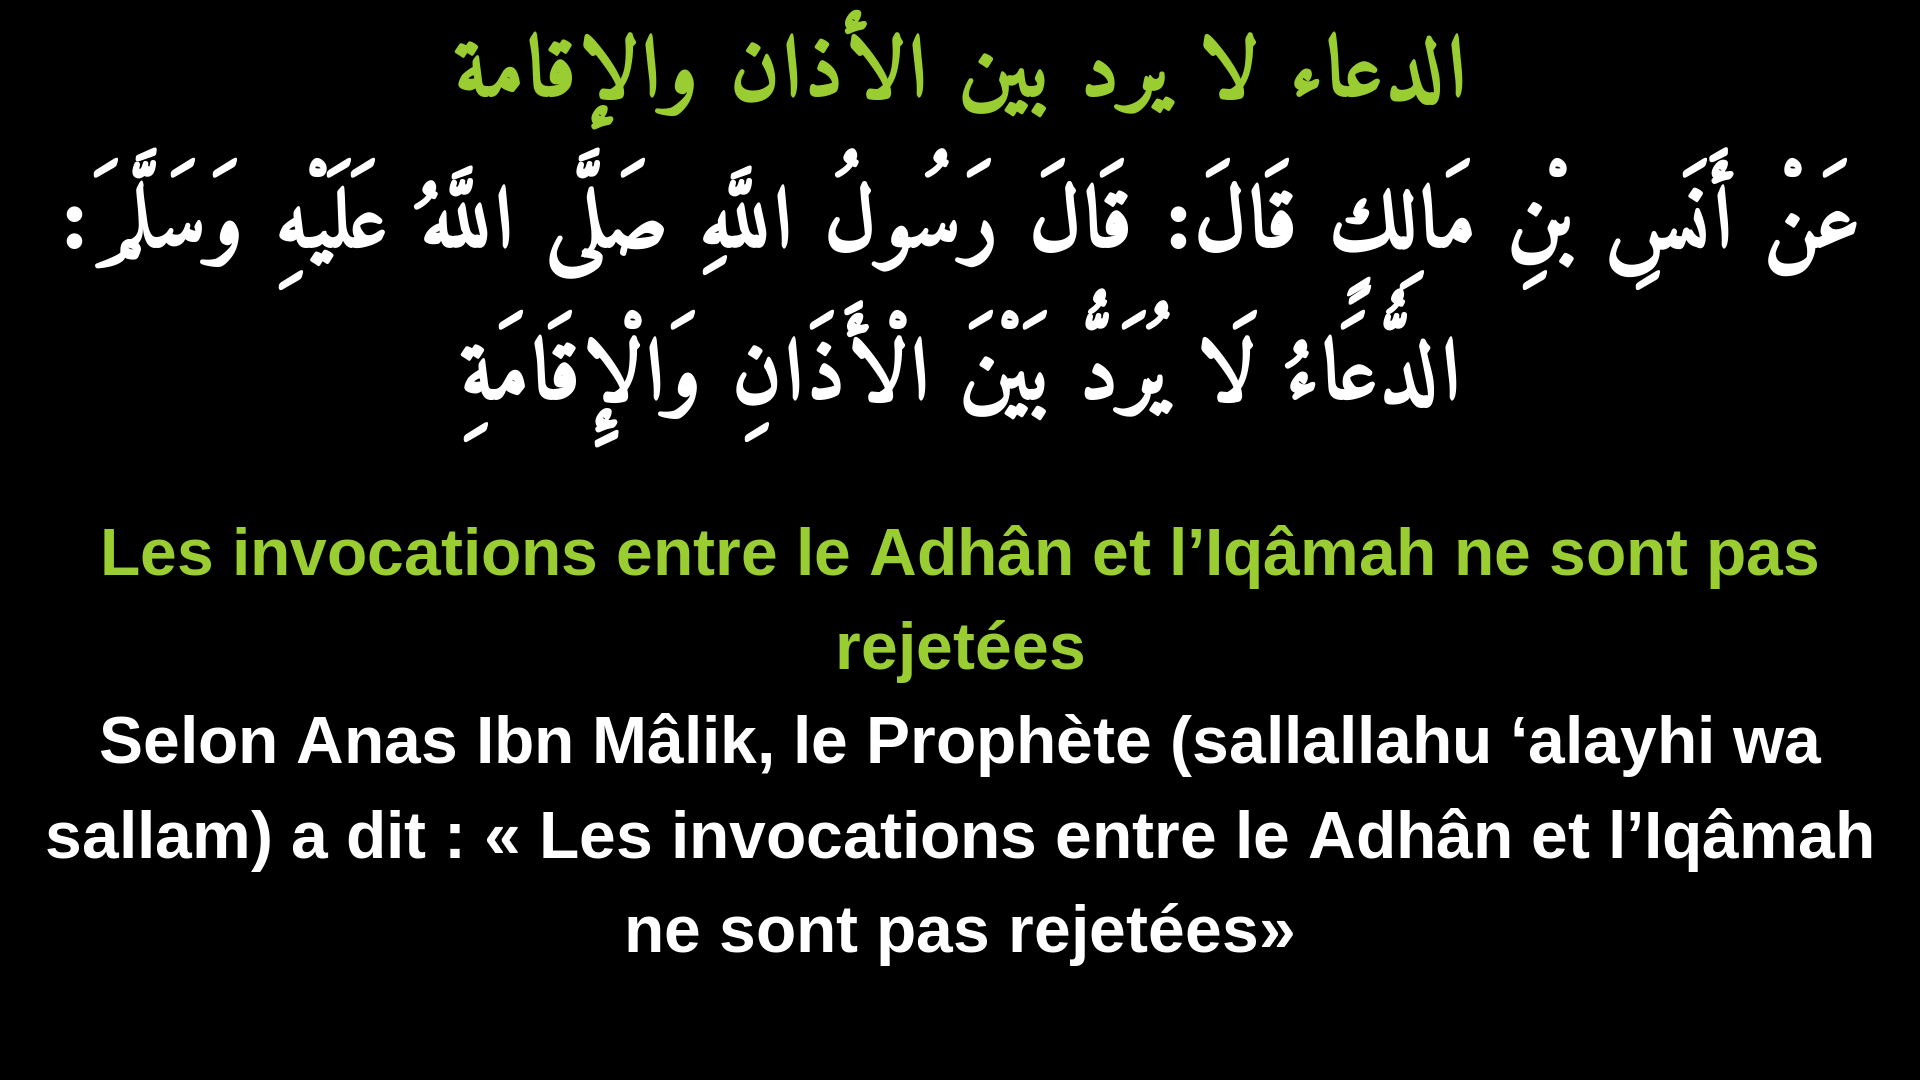 الدعاء لا يرد بين الأذان والإقامة
عَنْ أَنَسِ بْنِ مَالِكٍ قَالَ: قَالَ رَسُولُ اللَّهِ صَلَّى اللَّهُ عَلَيْهِ وَسَلَّمَ:
الدُّعَاءُ لَا يُرَدُّ بَيْنَ الْأَذَانِ وَالْإِقَامَةِ
Les invocations entre le Adhân et l’Iqâmah ne sont pas
rejetées
Selon Anas Ibn Mâlik, le Prophète (sallallahu ‘alayhi wa
sallam) a dit : « Les invocations entre le Adhân et l’Iqâmah
ne sont pas rejetées»